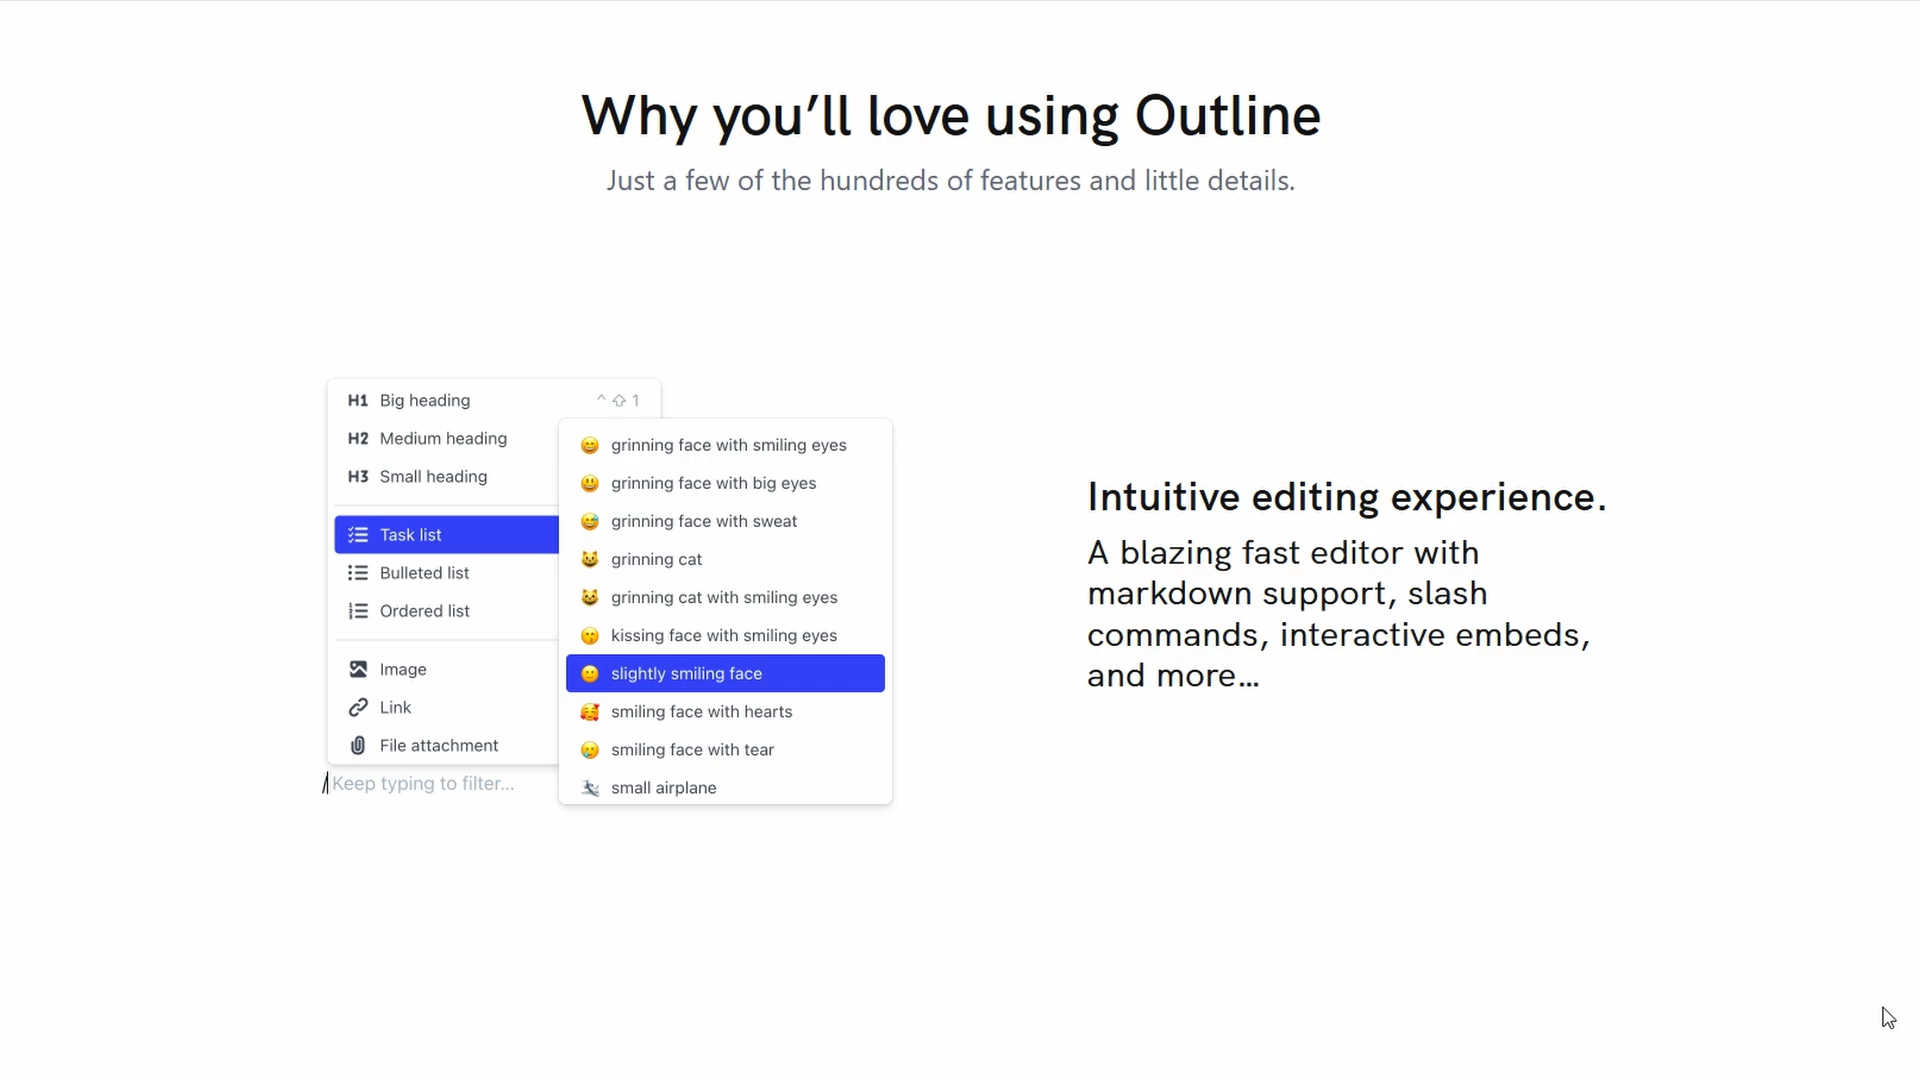 Why you’ll love using Outline
Just a few of the hundreds of features and little details.
H1 Big heading ^ ⇧ 1
H2 Medium heading
H3 Small heading
Task list
Bulleted list
Ordered list
Image
Link
File attachment
/Keep typing to filter...
grinning face with smiling eyes
grinning face with big eyes
grinning face with sweat
grinning cat
grinning cat with smiling eyes
kissing face with smiling eyes
slightly smiling face
smiling face with hearts
smiling face with tear
small airplane
Intuitive editing experience.
A blazing fast editor with
markdown support, slash
commands, interactive embeds,
and more…